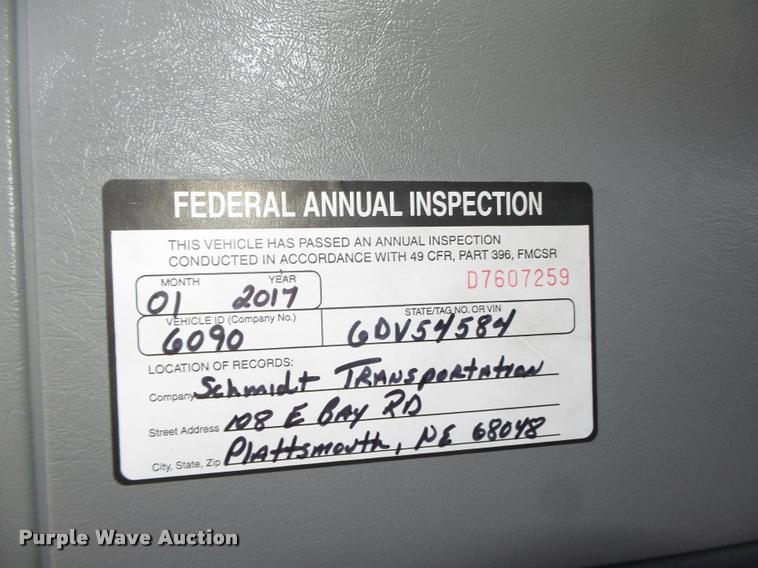 FEDERAL ANNUAL INSPECTION
THIS VEHICLE HAS PASSED AN ANNUAL INSPECTION
CONDUCTED IN ACCORDANCE WITH 49 CFR, PART 396, FMCSR
MONTH YEAR D7607259
01 2017
VEHICLE ID (Company No.) STATE/TAG NO. OR VIN
6090 6DV54584
LOCATION OF RECORDS:
Company Schmidt TRANSPORTATION
Street Address 108 E BAY RD
City, State, Zip Plattsmouth, NE 68048
Purple Wave Auction